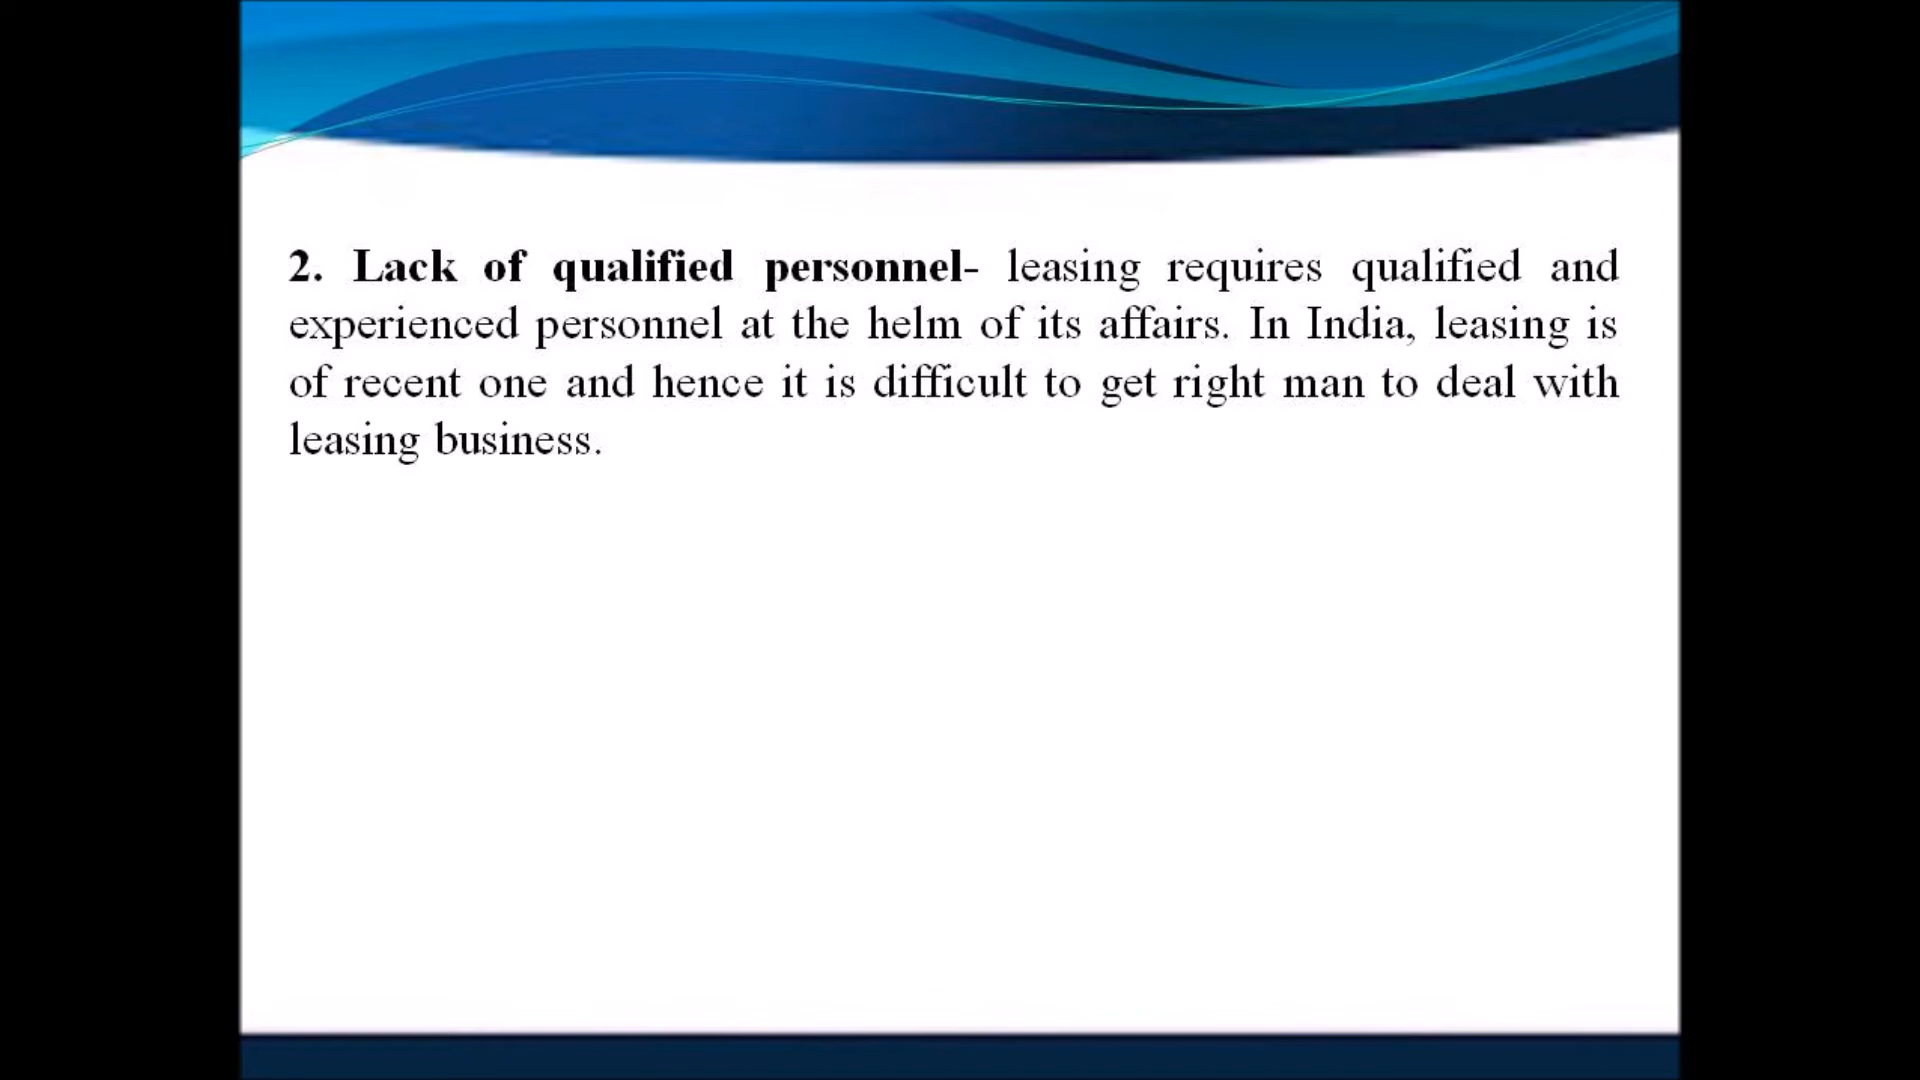 2. Lack of qualified personnel- leasing requires qualified and
experienced personnel at the helm of its affairs. In India, leasing is
of recent one and hence it is difficult to get right man to deal with
leasing business.